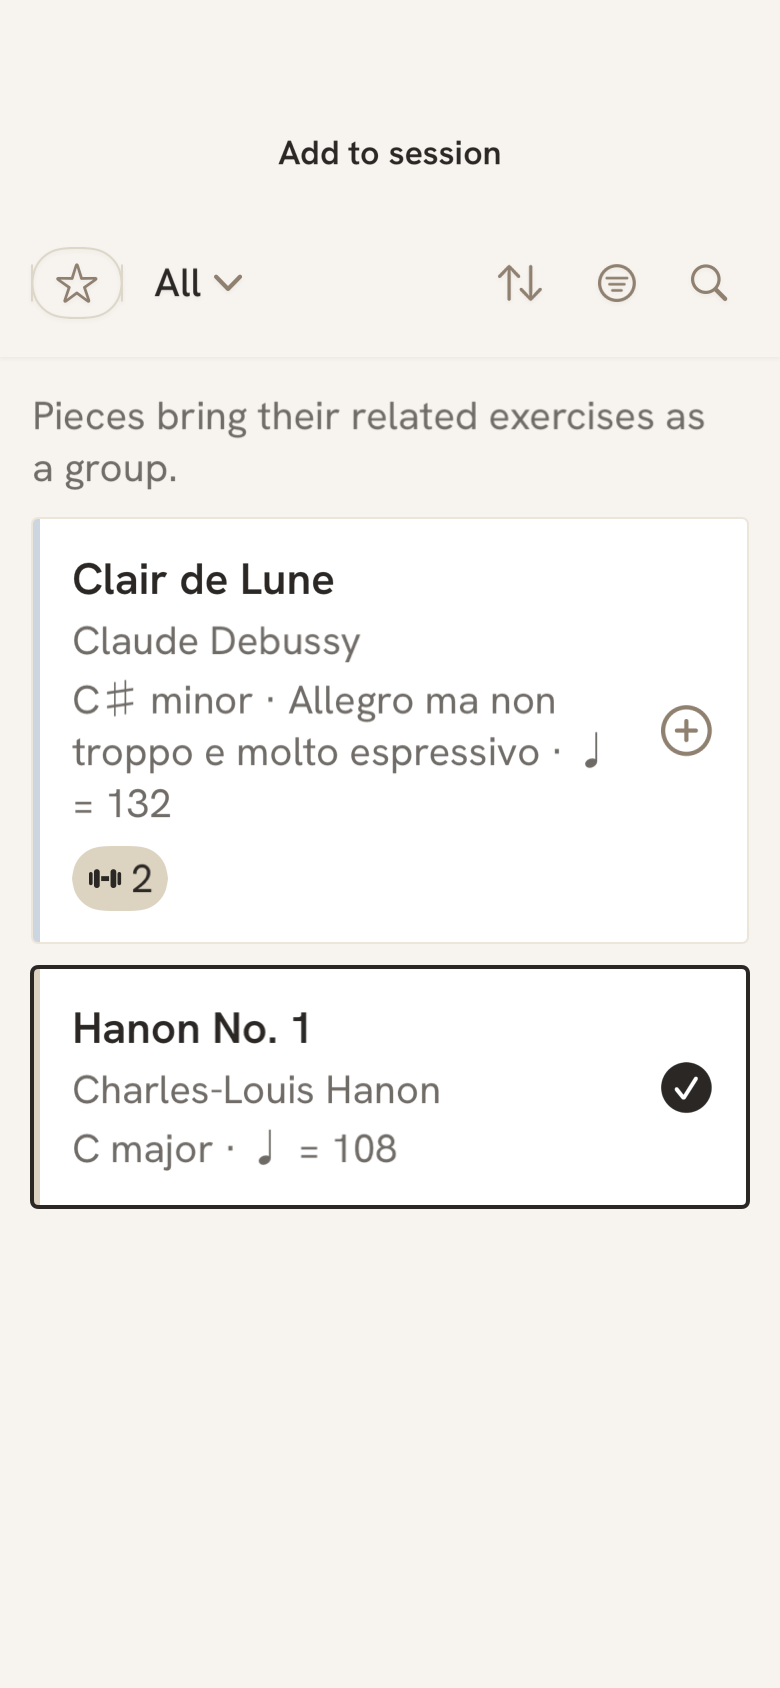 Add to session
All
Pieces bring their related exercises as
a group.
Clair de Lune
Claude Debussy
C♯ minor · Allegro ma non
troppo e molto espressivo · ♩
= 132
2
Hanon No. 1
Charles-Louis Hanon
C major · ♩ = 108